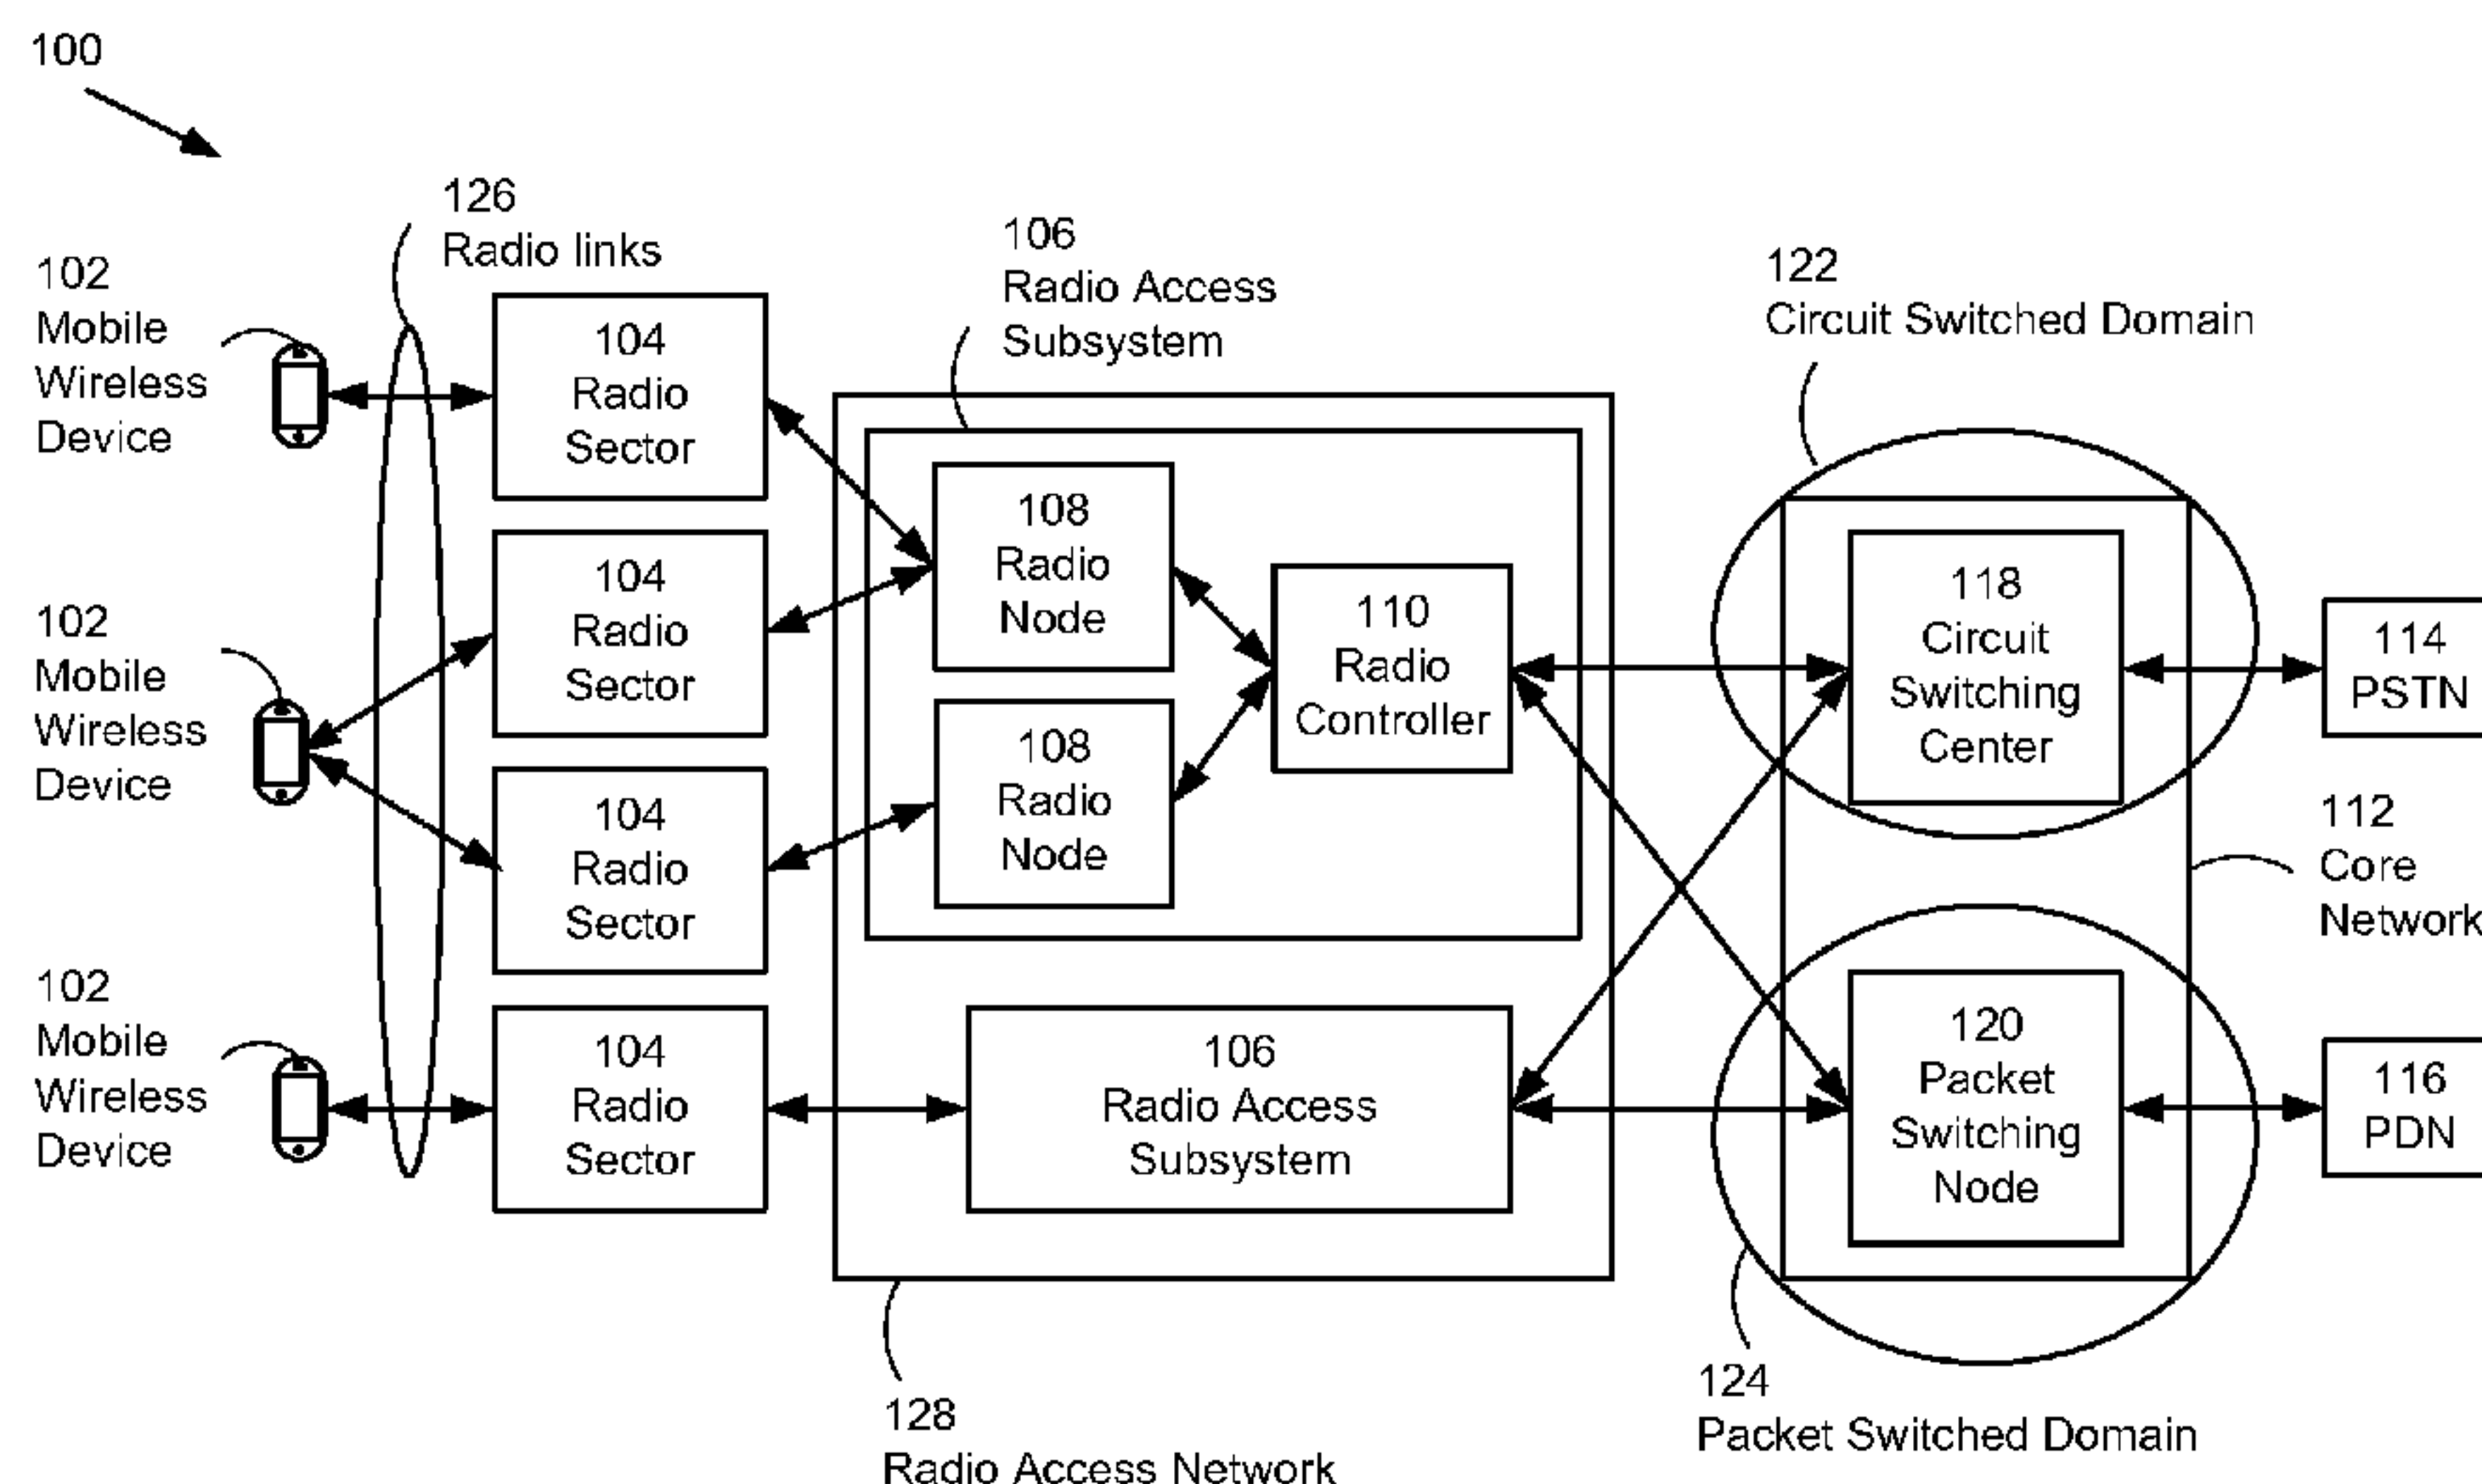 100
126
Radio links
102
Mobile
Wireless
Device
104
Radio
Sector
106
Radio Access
Subsystem
122
Circuit Switched Domain
108
Radio
Node
104
Radio
Sector
102
Mobile
Wireless
Device
110
Radio
Controller
118
Circuit
Switching
Center
114
PSTN
104
Radio
Sector
108
Radio
Node
112
Core
Network
102
Mobile
Wireless
Device
104
Radio
Sector
106
Radio Access
Subsystem
120
Packet
Switching
Node
116
PDN
128
Radio Access Network
124
Packet Switched Domain